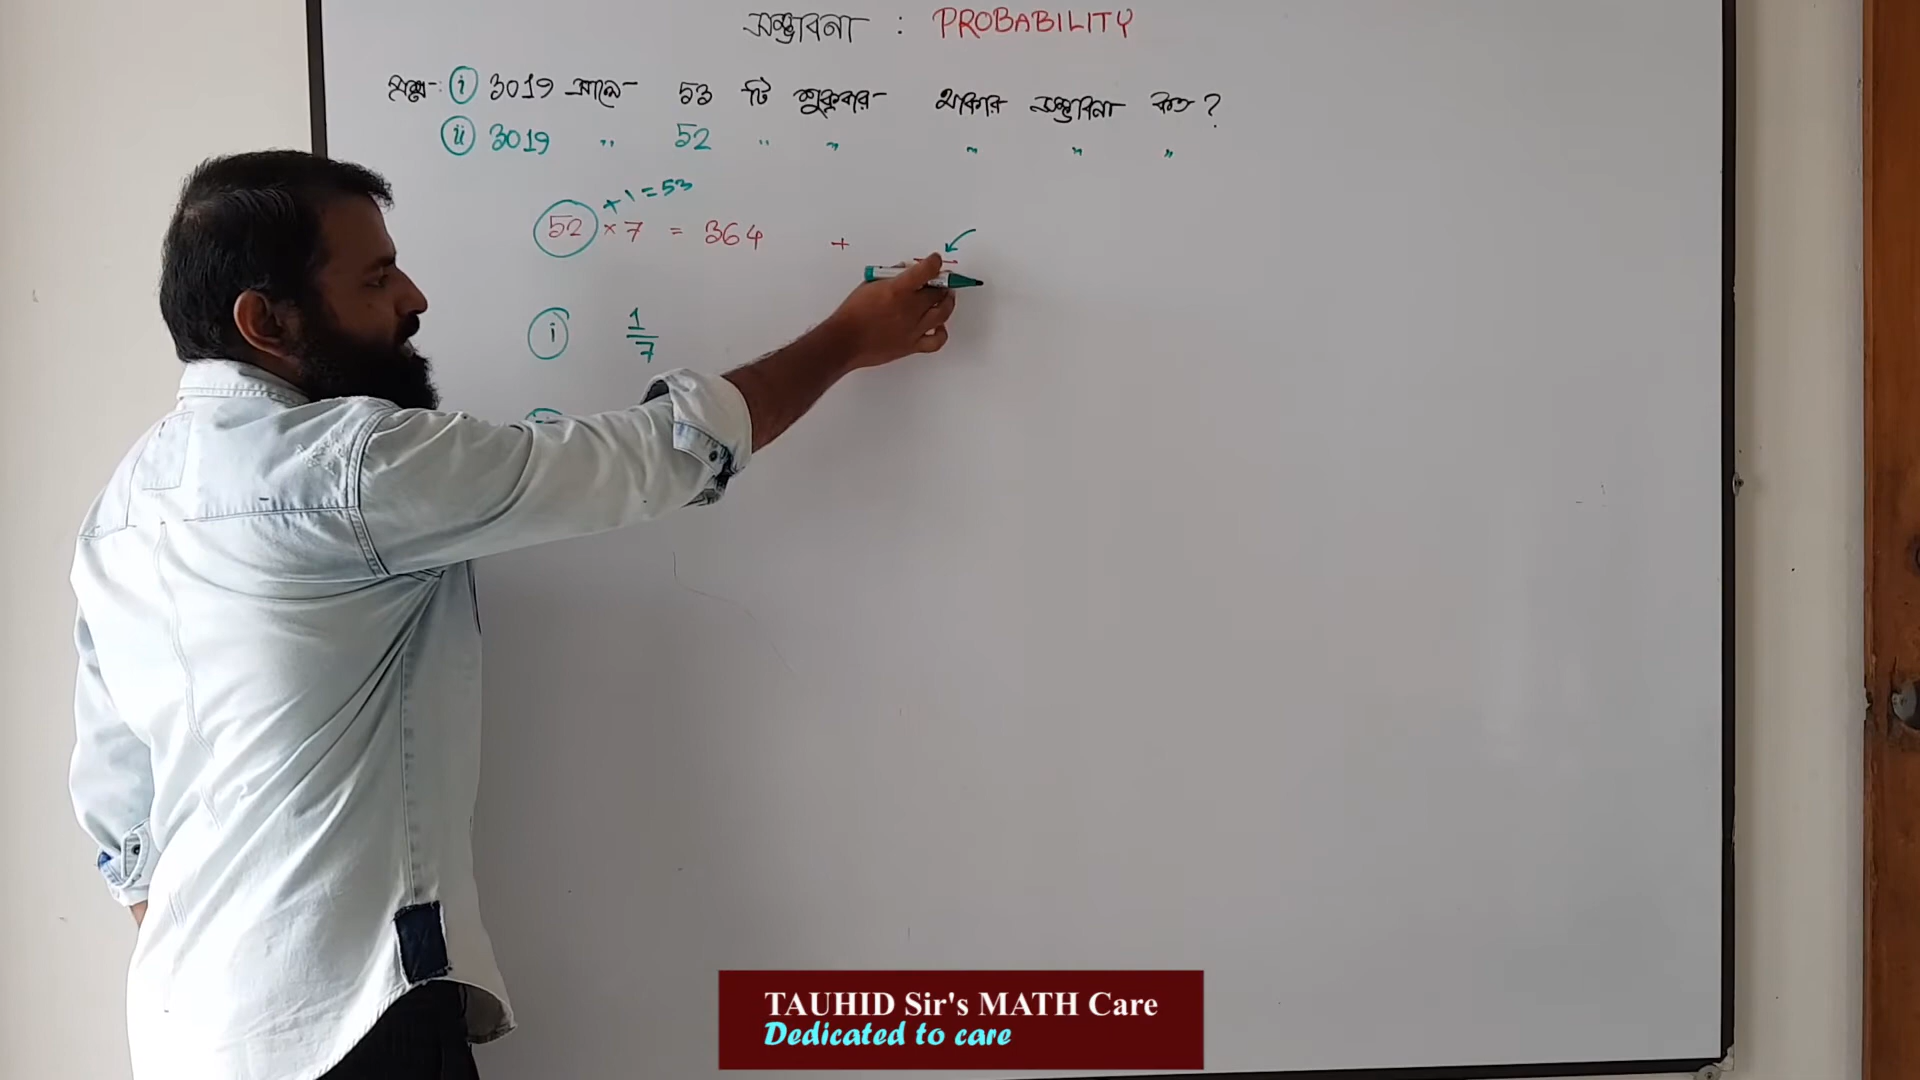 সম্ভাবনা : PROBABILITY
প্রশ্ন: i 3019 সালে 53 টি শুক্রবার থাকার সম্ভাবনা কত ?
ii 3019 " 52 " " " " "
+ 1 = 53
52 × 7 = 364 +
i 1/7
TAUHID Sir's MATH Care
Dedicated to care